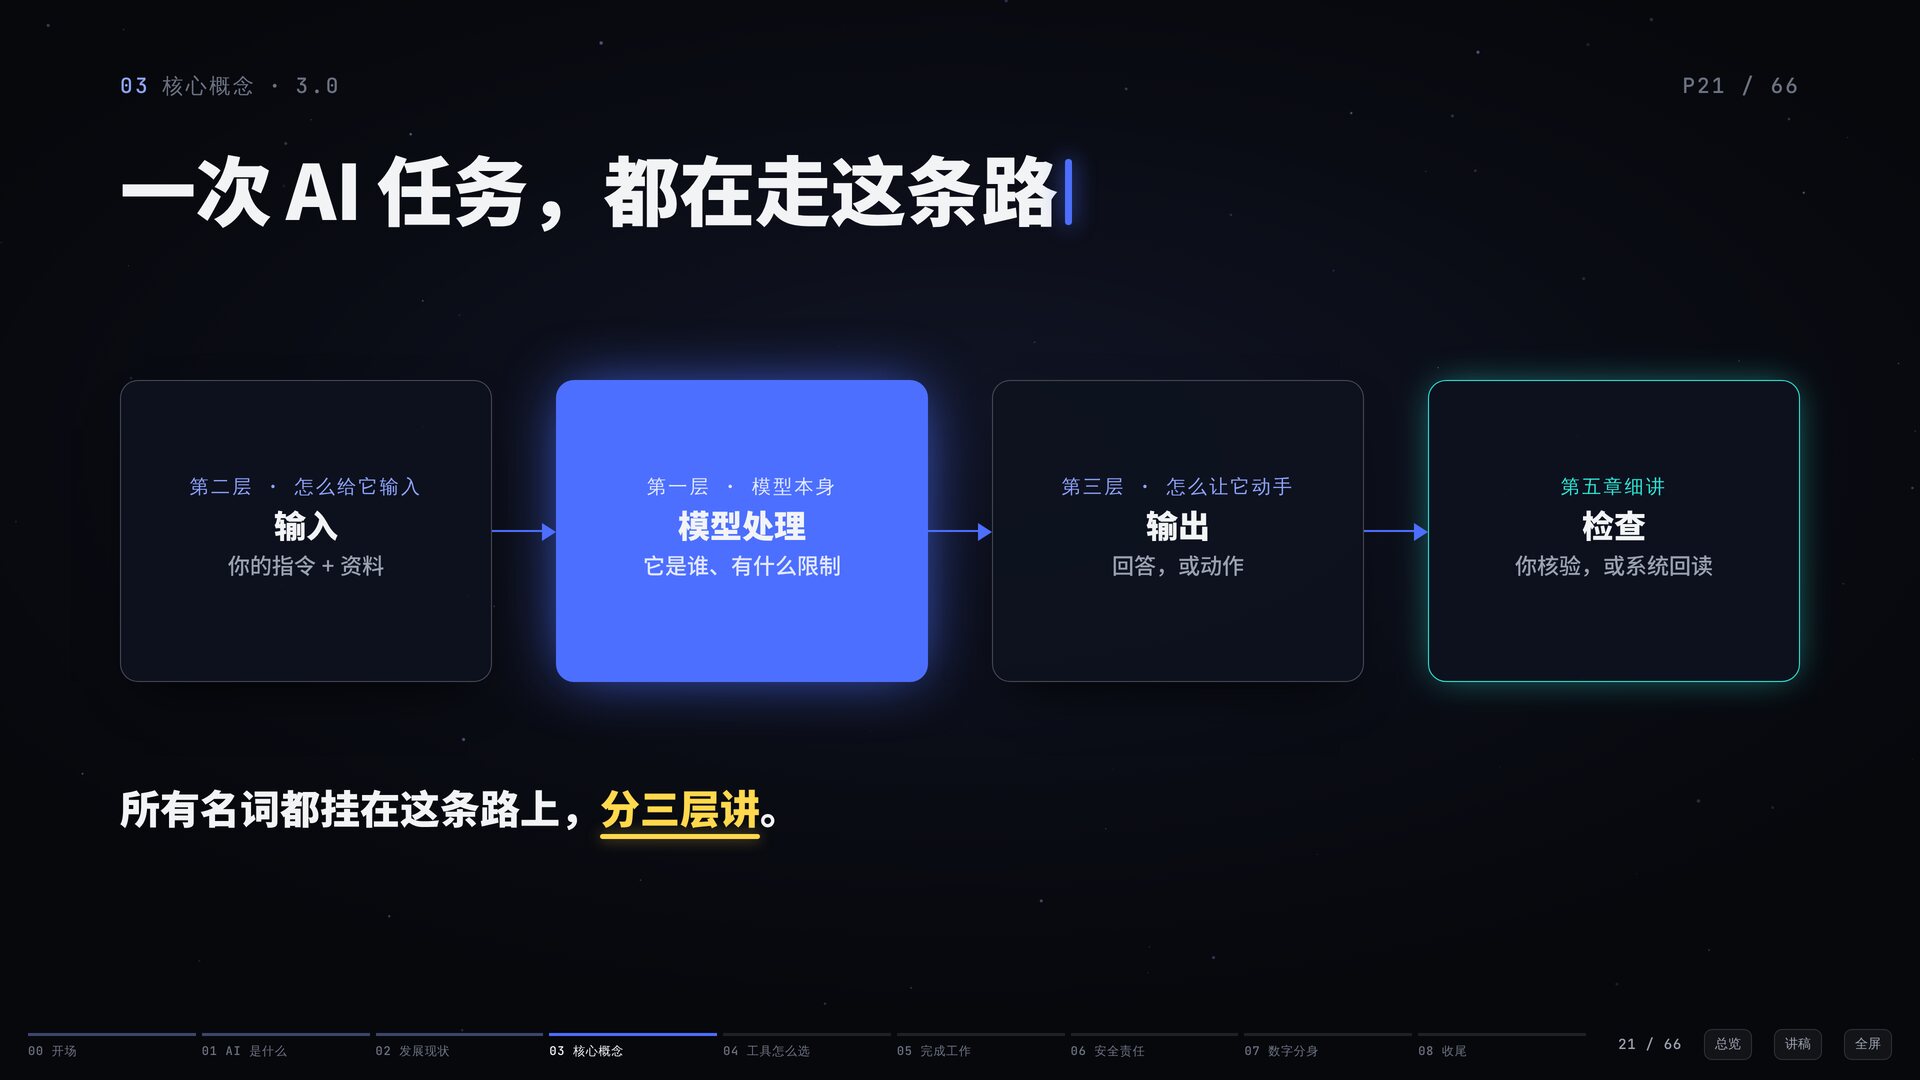 03 核心概念 · 3.0
P21 / 66
一次 AI 任务，都在走这条路
第二层 · 怎么给它输入
输入
你的指令 + 资料
第一层 · 模型本身
模型处理
它是谁、有什么限制
第三层 · 怎么让它动手
输出
回答，或动作
第五章细讲
检查
你核验，或系统回读
所有名词都挂在这条路上，分三层讲。
00 开场
01 AI 是什么
02 发展现状
03 核心概念
04 工具怎么选
05 完成工作
06 安全责任
07 数字分身
08 收尾
21 / 66
总览
讲稿
全屏